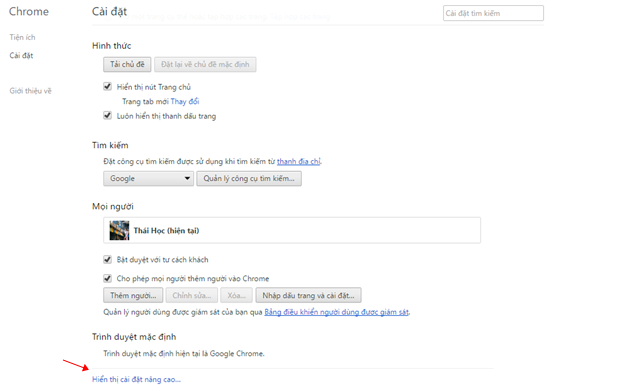 Chrome
Cài đặt
Cài đặt tìm kiếm
Tiện ích
Cài đặt
Giới thiệu về
Hình thức
Tải chủ đề
Đặt lại về chủ đề mặc định
Hiển thị nút Trang chủ
Trang tab mới Thay đổi
Luôn hiển thị thanh dấu trang
Tìm kiếm
Đặt công cụ tìm kiếm được sử dụng khi tìm kiếm từ thanh địa chỉ.
Google
Quản lý công cụ tìm kiếm...
Mọi người
Thái Học (hiện tại)
Bật duyệt với tư cách khách
Cho phép mọi người thêm người vào Chrome
Thêm người...
Chỉnh sửa...
Xóa...
Nhập dấu trang và cài đặt...
Quản lý người dùng được giám sát của bạn qua Bảng điều khiển người dùng được giám sát.
Trình duyệt mặc định
Trình duyệt mặc định hiện tại là Google Chrome.
Hiển thị cài đặt nâng cao...